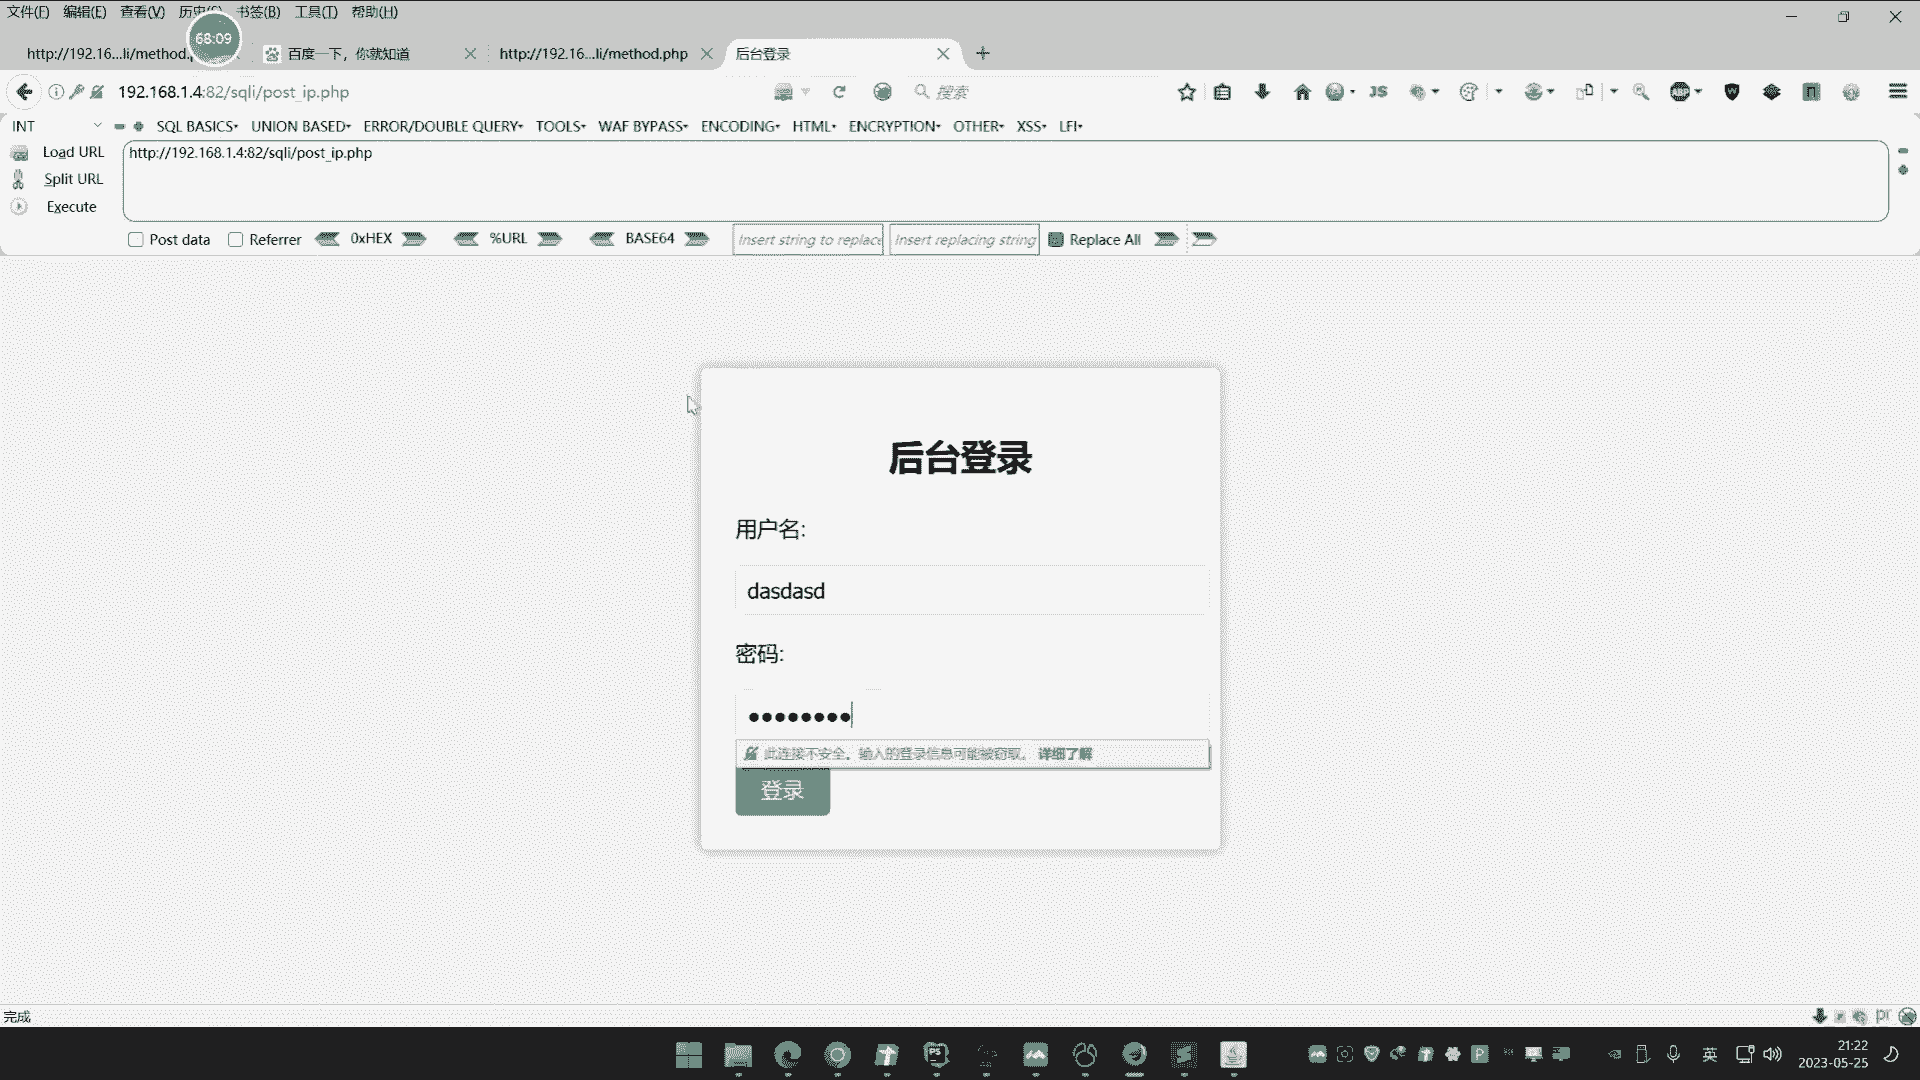 文件(F) 编辑(E) 查看(V) 历史(S) 书签(B) 工具(T) 帮助(H)
68:09
http://192.16...li/method. 百度一下，你就知道 http://192.16...li/method.php 后台登录
192.168.1.4:82/sqli/post_ip.php 搜索
INT SQL BASICS UNION BASED ERROR/DOUBLE QUERY TOOLS WAF BYPASS ENCODING HTML ENCRYPTION OTHER XSS LFI
Load URL http://192.168.1.4:82/sqli/post_ip.php
Split URL
Execute
Post data Referrer 0xHEX %URL BASE64 Insert string to replace Insert replacing string Replace All
后台登录
用户名:
dasdasd
密码:
此连接不安全。输入的登录信息可能被窃取。 详细了解
登录
完成
英
21:22
2023-05-25